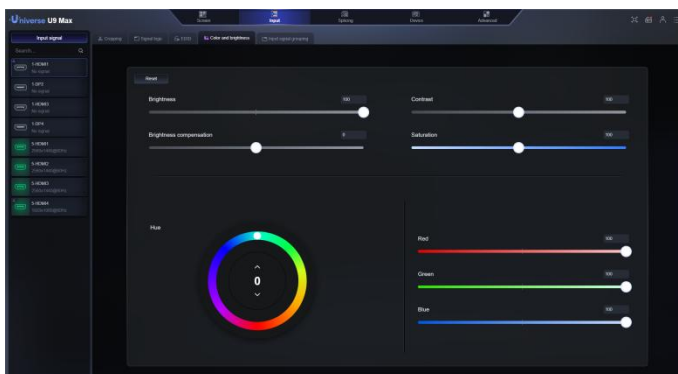 Universe U9 Max
Screen
Input
Splicing
Device
Advanced
Input signal
Cropping
EDID
Color and brightness
Input signal grouping
Search...
1-HDMI1
No signal
1-DP2
No signal
1-HDMI3
No signal
1-DP4
No signal
5-HDMI1
5-HDMI2
5-HDMI3
5-HDMI4
Reset
Brightness
100
Contrast
100
Brightness compensation
0
Saturation
100
Hue
0
Red
100
Green
100
Blue
100